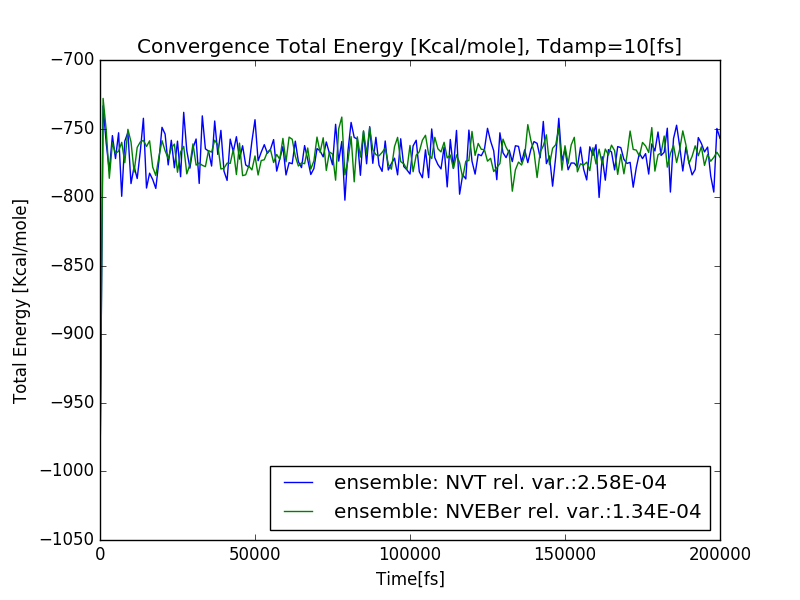 Convergence Total Energy [Kcal/mole], Tdamp=10[fs]
−700
−750
−800
−850
−900
−950
−1000
−1050
Total Energy [Kcal/mole]
ensemble: NVT rel. var.:2.58E-04
ensemble: NVEBer rel. var.:1.34E-04
0 50000 100000 150000 200000
Time[fs]